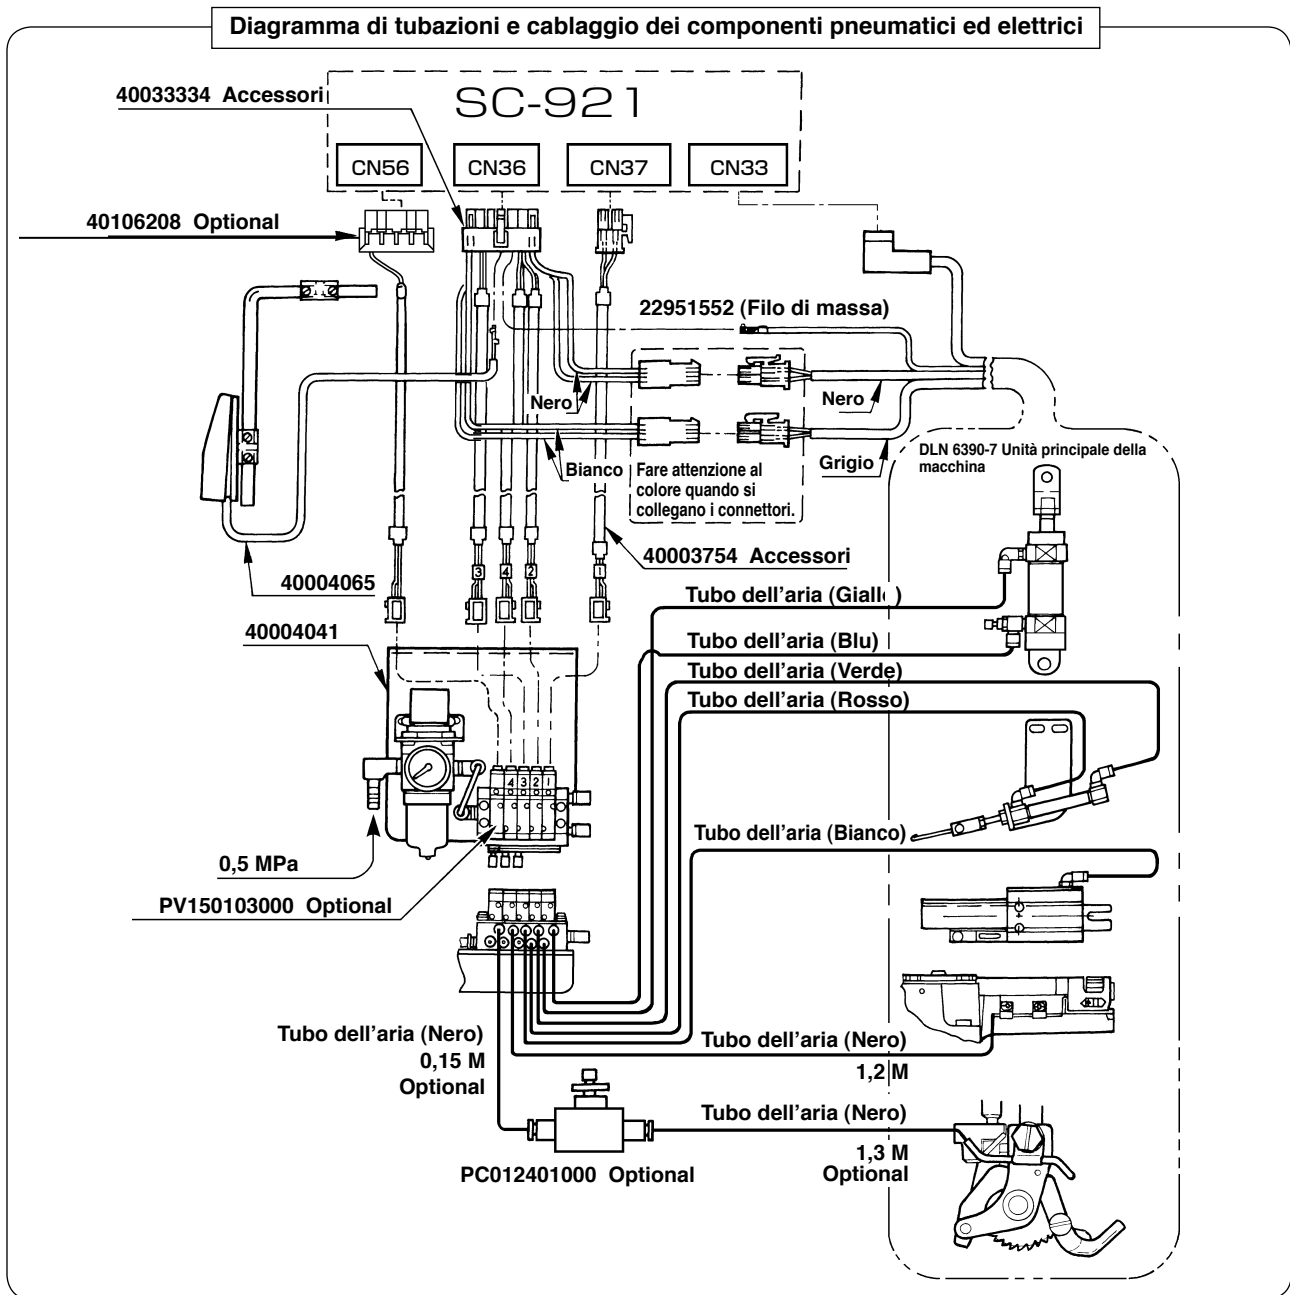 Diagramma di tubazioni e cablaggio dei componenti pneumatici ed elettrici
40033334 Accessori
SC-921
CN56
CN36
CN37
CN33
40106208 Optional
22951552 (Filo di massa)
Nero
Nero
Bianco
Fare attenzione al
colore quando si
collegano i connettori.
Grigio
DLN 6390-7 Unità principale della
macchina
40003754 Accessori
3
4
2
1
40004065
40004041
Tubo dell'aria (Giallo)
Tubo dell'aria (Blu)
Tubo dell'aria (Verde)
Tubo dell'aria (Rosso)
4
3
2
1
Tubo dell'aria (Bianco)
0,5 MPa
PV150103000 Optional
Tubo dell'aria (Nero)
0,15 M
Optional
Tubo dell'aria (Nero)
1,2 M
Tubo dell'aria (Nero)
1,3 M
Optional
PC012401000 Optional